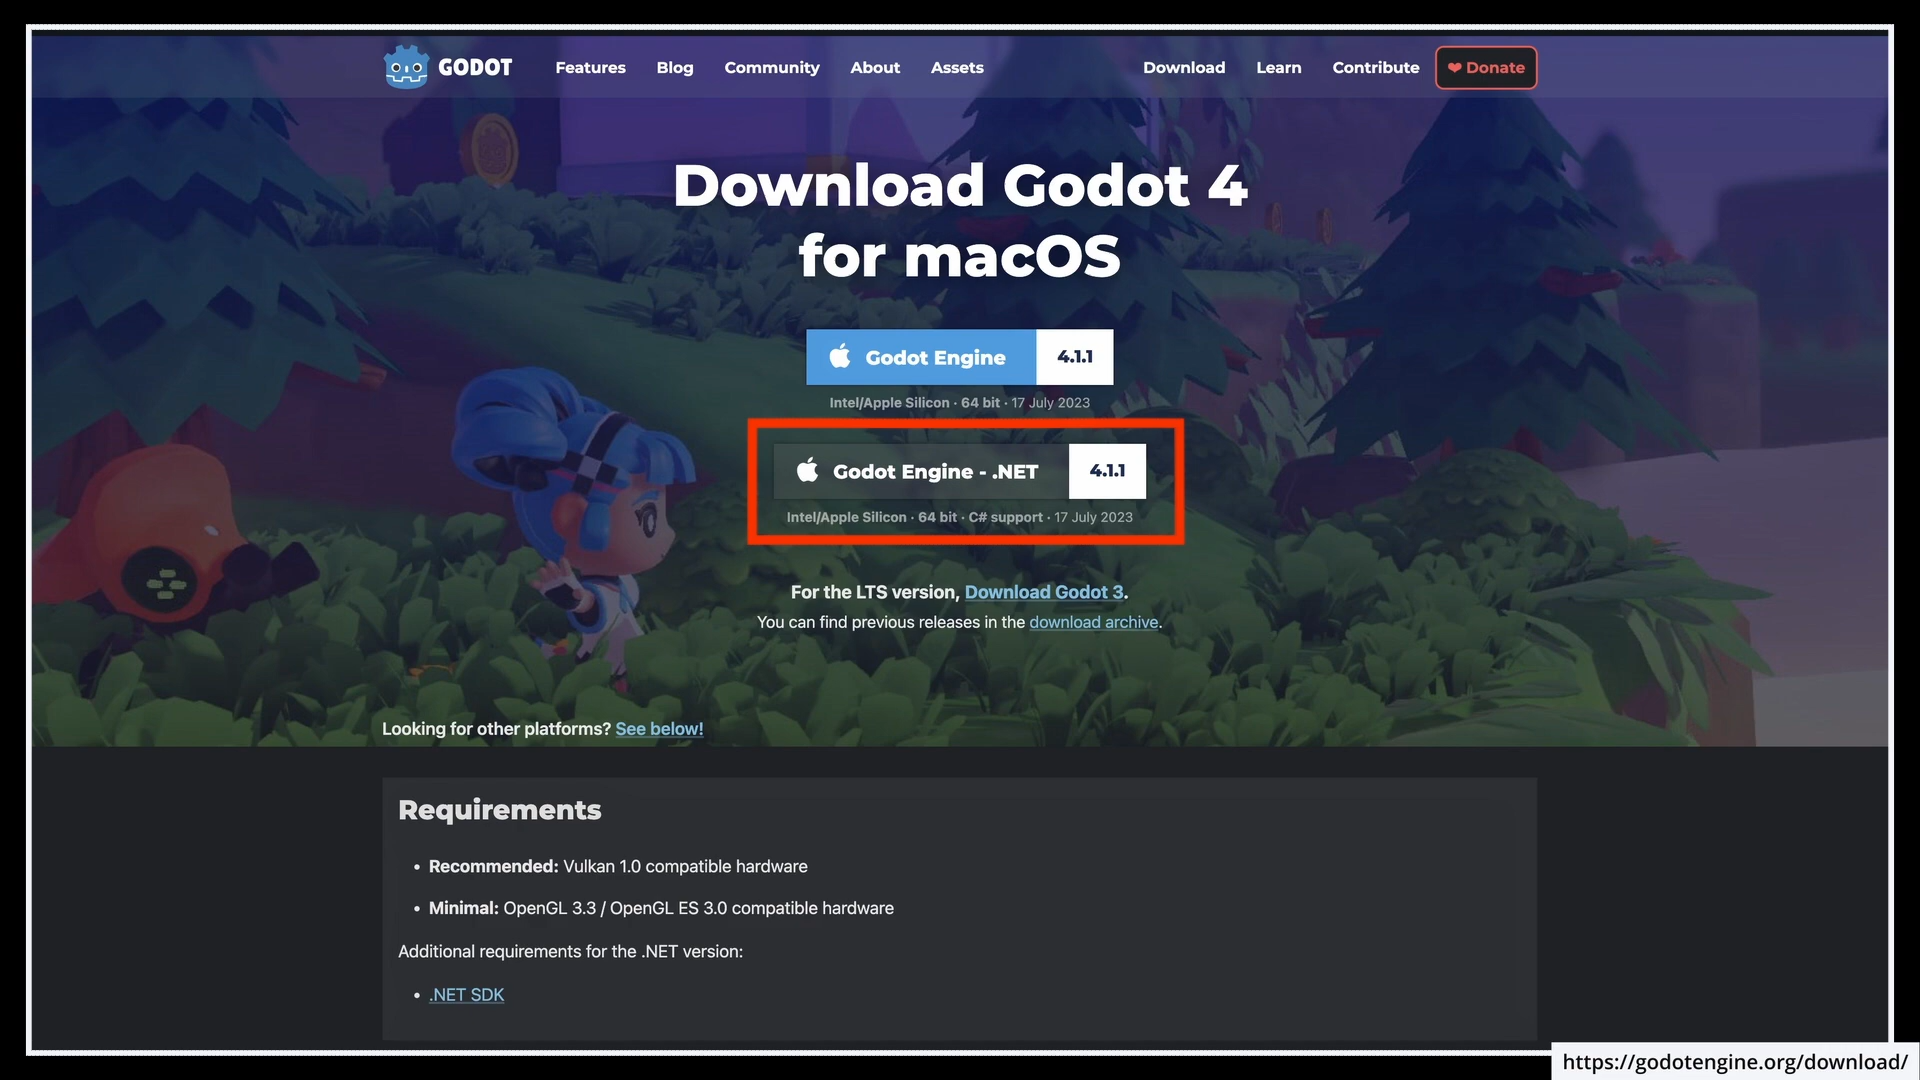 GODOT
Features
Blog
Community
About
Assets
Download
Learn
Contribute
❤ Donate
Download Godot 4
for macOS
Godot Engine 4.1.1
Intel/Apple Silicon · 64 bit · 17 July 2023
Godot Engine - .NET 4.1.1
Intel/Apple Silicon · 64 bit · C# support · 17 July 2023
For the LTS version, Download Godot 3.
You can find previous releases in the download archive.
Looking for other platforms? See below!
Requirements
• Recommended: Vulkan 1.0 compatible hardware
• Minimal: OpenGL 3.3 / OpenGL ES 3.0 compatible hardware
Additional requirements for the .NET version:
• .NET SDK
https://godotengine.org/download/